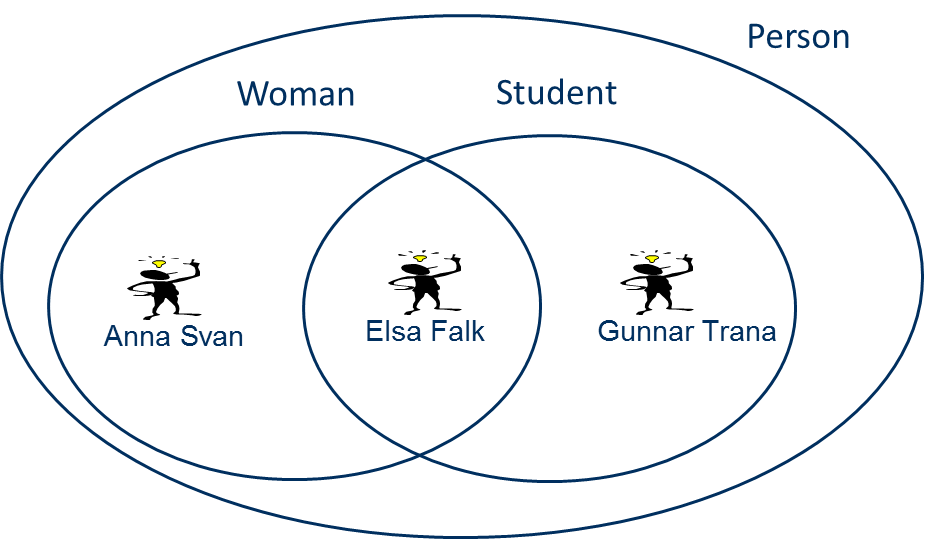 Person
Woman
Student
Anna Svan
Elsa Falk
Gunnar Trana